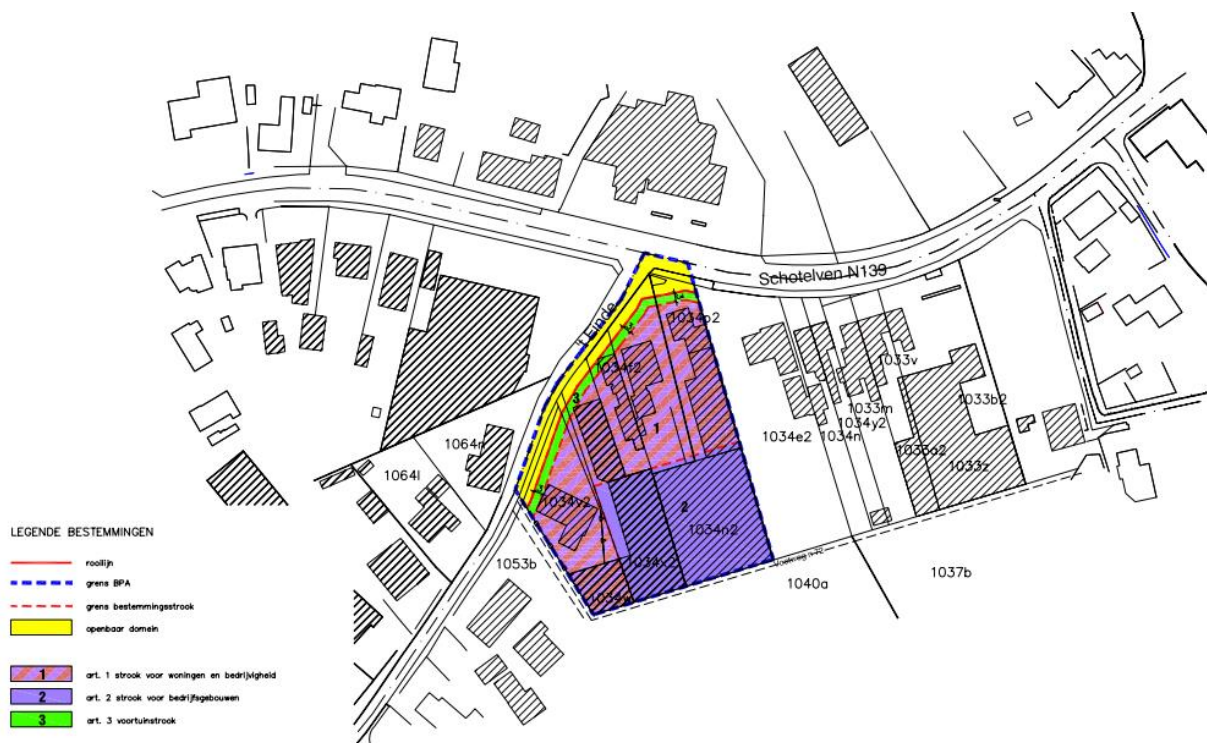 Schotelven N139
't Einde
1034p2
1034t2
3
1
1034e2
1034n
1034y2
1033m
1033v
1033a2
1033z
1033b2
1064l
1034v2
2
1034n2
1034x2
1053b
1040a
1037b
LEGENDE BESTEMMINGEN
rooilijn
grens BPA
grens bestemmingsstrook
openbaar domein
1 art. 1 strook voor woningen en bedrijvigheid
2 art. 2 strook voor bedrijfsgebouwen
3 art. 3 voortuinstrook